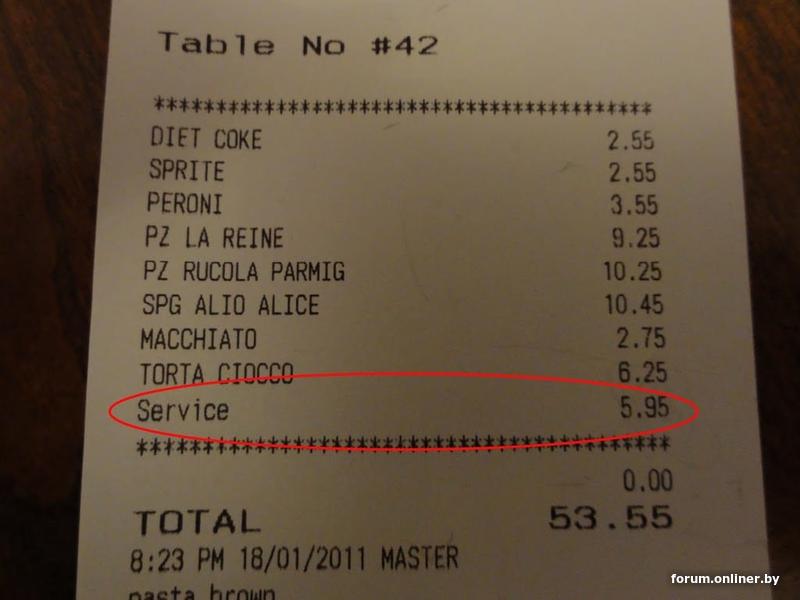 Table No #42
****************************************
DIET COKE 2.55
SPRITE 2.55
PERONI 3.55
PZ LA REINE 9.25
PZ RUCOLA PARMIG 10.25
SPG ALIO ALICE 10.45
MACCHIATO 2.75
TORTA CIOCCO 6.25
Service 5.95
****************************************
0.00
TOTAL 53.55
8:23 PM 18/01/2011 MASTER
pasta brown
forum.onliner.by